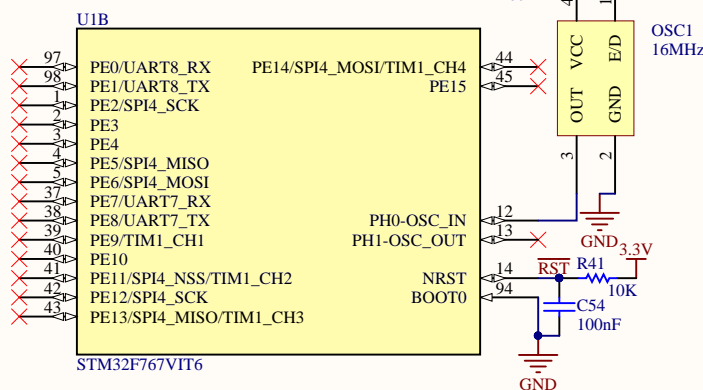 U1B
97 PE0/UART8_RX
98 PE1/UART8_TX
1 PE2/SPI4_SCK
2 PE3
3 PE4
4 PE5/SPI4_MISO
5 PE6/SPI4_MOSI
37 PE7/UART7_RX
38 PE8/UART7_TX
39 PE9/TIM1_CH1
40 PE10
41 PE11/SPI4_NSS/TIM1_CH2
42 PE12/SPI4_SCK
43 PE13/SPI4_MISO/TIM1_CH3
PE14/SPI4_MOSI/TIM1_CH4 44
PE15 45
PH0-OSC_IN 12
PH1-OSC_OUT 13
NRST 14
BOOT0 94
STM32F767VIT6
4 1
VCC E/D
OUT GND
3 2
OSC1
16MHz
GND
3.3V
RST
R41
10K
C54
100nF
GND